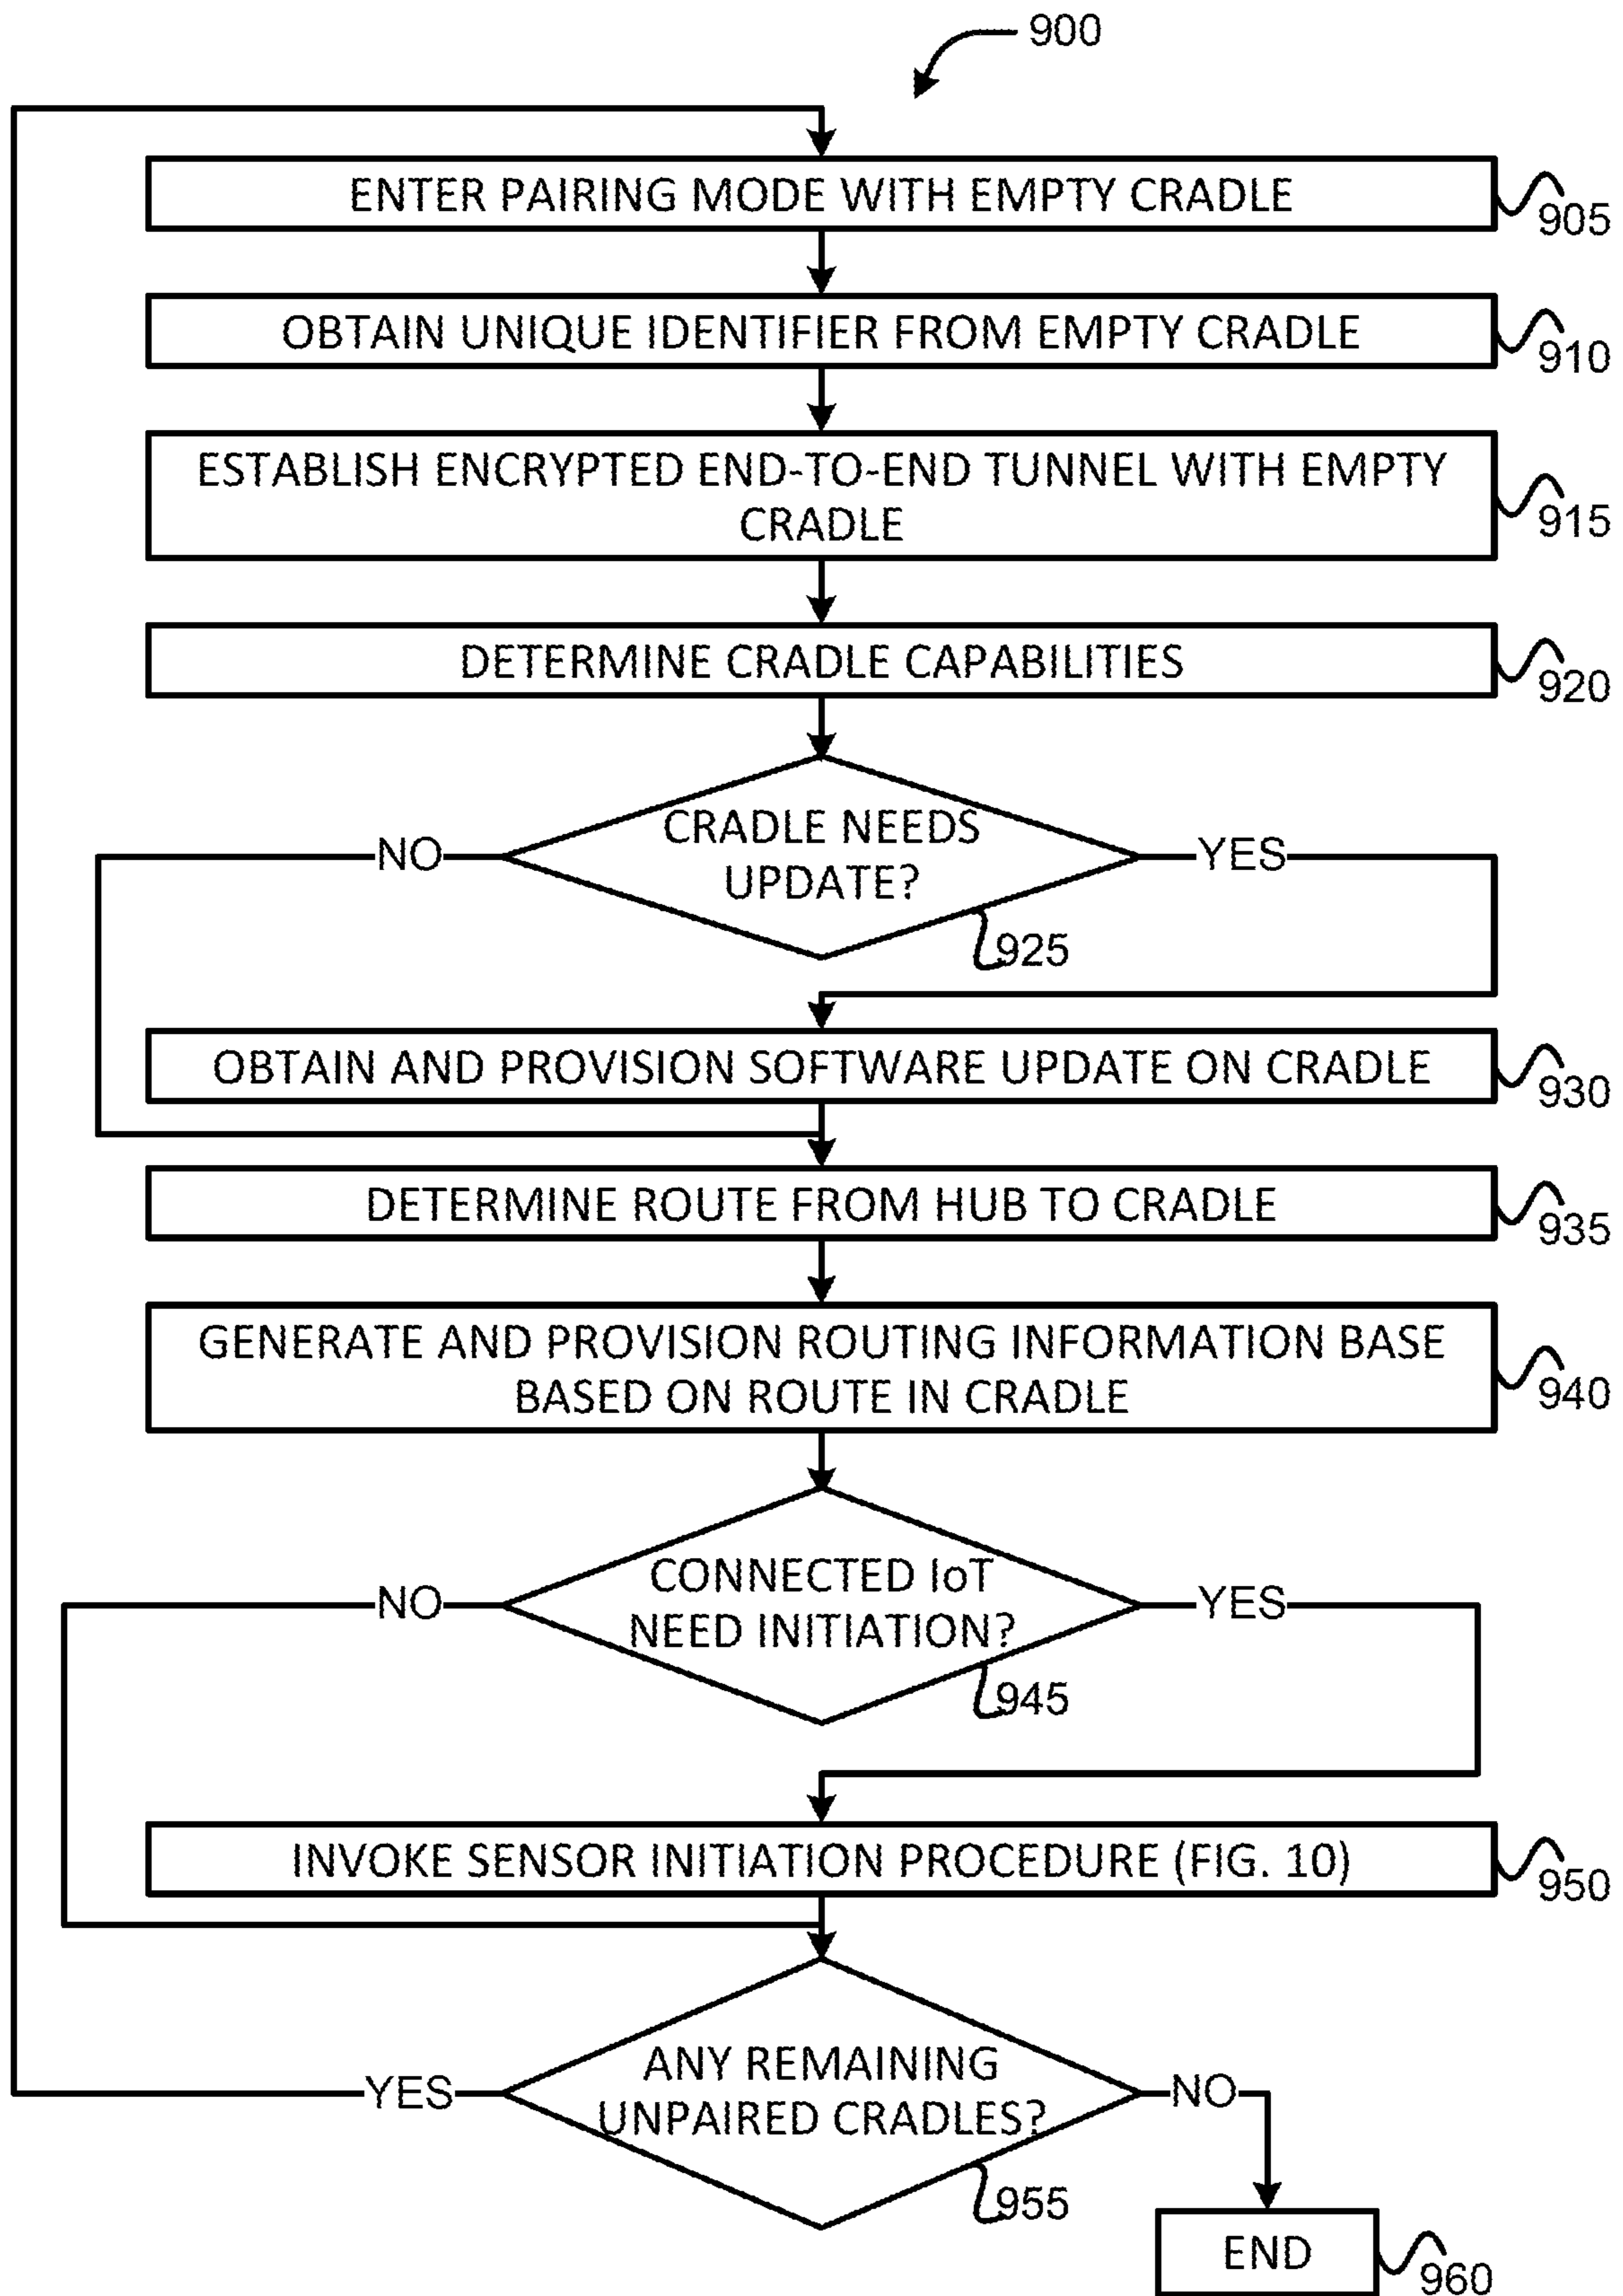 900
ENTER PAIRING MODE WITH EMPTY CRADLE
905
OBTAIN UNIQUE IDENTIFIER FROM EMPTY CRADLE
910
ESTABLISH ENCRYPTED END-TO-END TUNNEL WITH EMPTY
CRADLE
915
DETERMINE CRADLE CAPABILITIES
920
CRADLE NEEDS
UPDATE?
NO
YES
925
OBTAIN AND PROVISION SOFTWARE UPDATE ON CRADLE
930
DETERMINE ROUTE FROM HUB TO CRADLE
935
GENERATE AND PROVISION ROUTING INFORMATION BASE
BASED ON ROUTE IN CRADLE
940
CONNECTED IoT
NEED INITIATION?
NO
YES
945
INVOKE SENSOR INITIATION PROCEDURE (FIG. 10)
950
ANY REMAINING
UNPAIRED CRADLES?
YES
NO
955
END
960